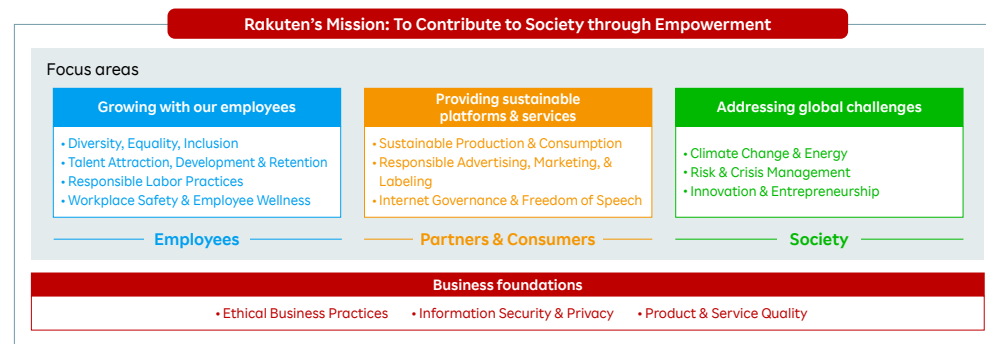 Rakuten’s Mission: To Contribute to Society through Empowerment
Focus areas
Growing with our employees
• Diversity, Equality, Inclusion
• Talent Attraction, Development & Retention
• Responsible Labor Practices
• Workplace Safety & Employee Wellness
Employees
Providing sustainable
platforms & services
• Sustainable Production & Consumption
• Responsible Advertising, Marketing, &
Labeling
• Internet Governance & Freedom of Speech
Partners & Consumers
Addressing global challenges
• Climate Change & Energy
• Risk & Crisis Management
• Innovation & Entrepreneurship
Society
Business foundations
• Ethical Business Practices • Information Security & Privacy • Product & Service Quality